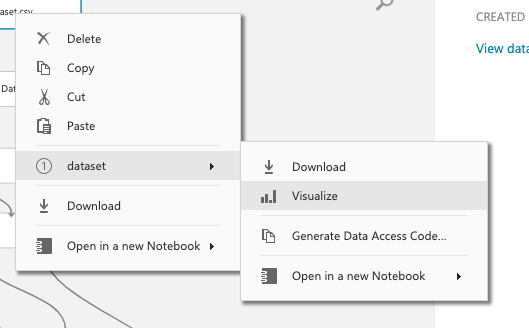 aset.csv
CREATED
View data
Delete
Copy
Dat
Cut
Paste
1 dataset
Download
Open in a new Notebook
Download
Visualize
Generate Data Access Code...
Open in a new Notebook